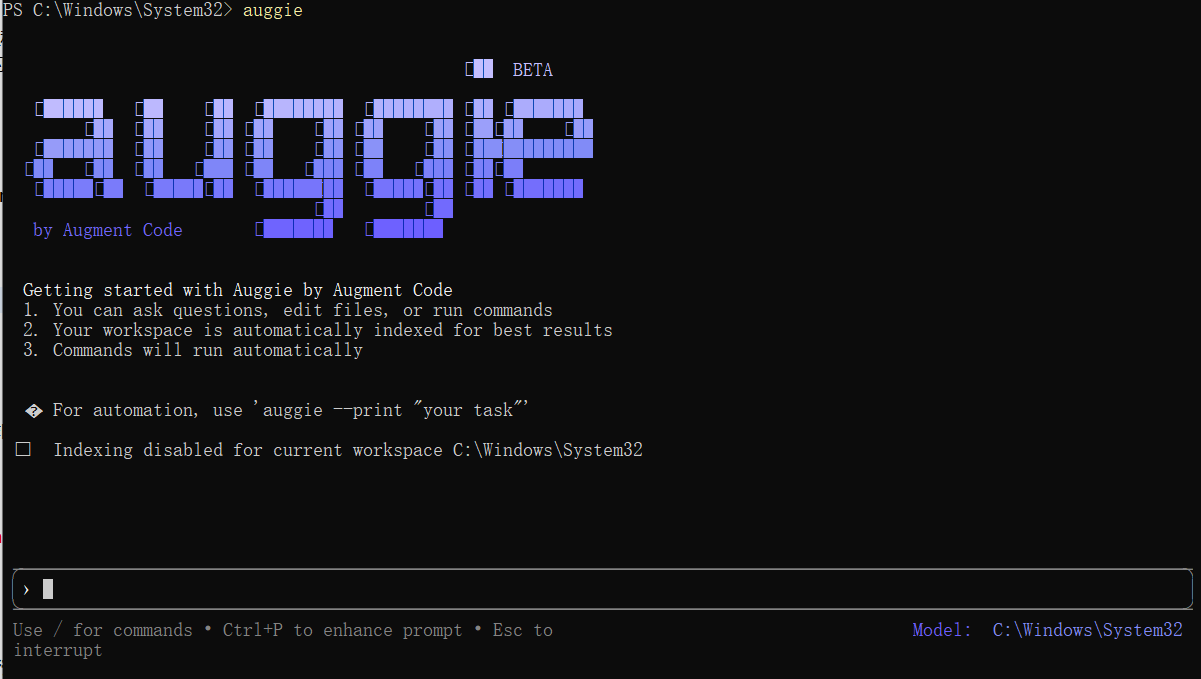 PS C:\Windows\System32> auggie
BETA
auggie
by Augment Code
Getting started with Auggie by Augment Code
1. You can ask questions, edit files, or run commands
2. Your workspace is automatically indexed for best results
3. Commands will run automatically
� For automation, use 'auggie --print "your task"'
□ Indexing disabled for current workspace C:\Windows\System32
›
Use / for commands • Ctrl+P to enhance prompt • Esc to
interrupt
Model: C:\Windows\System32